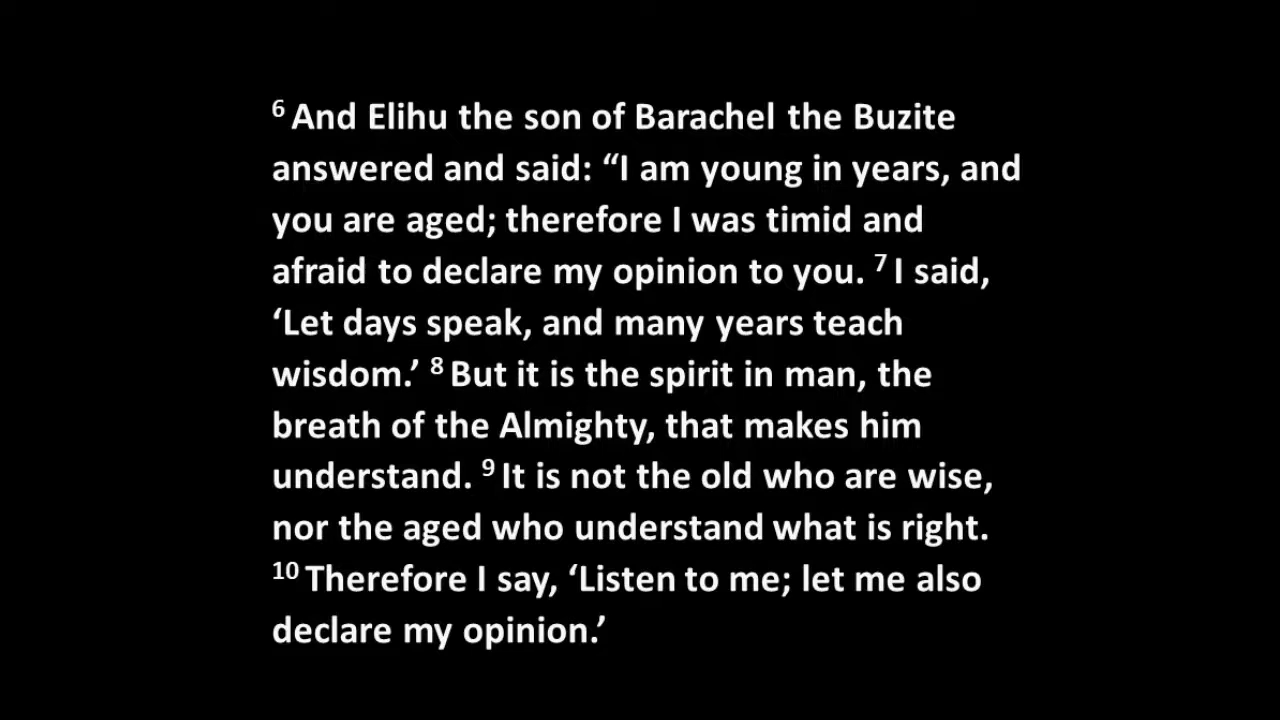 ⁶ And Elihu the son of Barachel the Buzite
answered and said: “I am young in years, and
you are aged; therefore I was timid and
afraid to declare my opinion to you. ⁷ I said,
‘Let days speak, and many years teach
wisdom.’ ⁸ But it is the spirit in man, the
breath of the Almighty, that makes him
understand. ⁹ It is not the old who are wise,
nor the aged who understand what is right.
¹⁰ Therefore I say, ‘Listen to me; let me also
declare my opinion.’